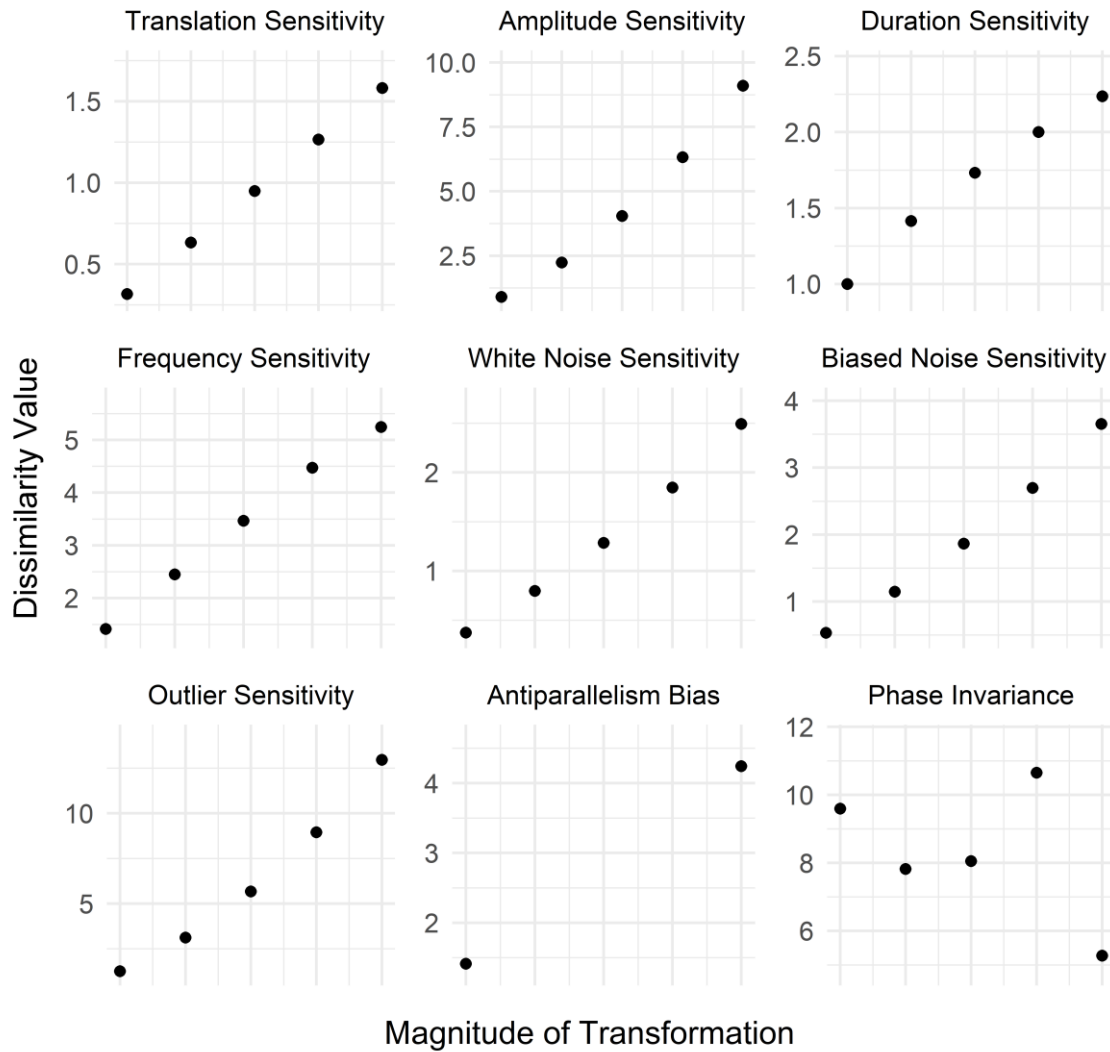 Translation Sensitivity
Amplitude Sensitivity
Duration Sensitivity
1.5
1.0
0.5
10.0
7.5
5.0
2.5
2.5
2.0
1.5
1.0
Dissimilarity Value
Frequency Sensitivity
White Noise Sensitivity
Biased Noise Sensitivity
5
4
3
2
2
1
4
3
2
1
Outlier Sensitivity
Antiparallelism Bias
Phase Invariance
10
5
4
3
2
12
10
8
6
Magnitude of Transformation